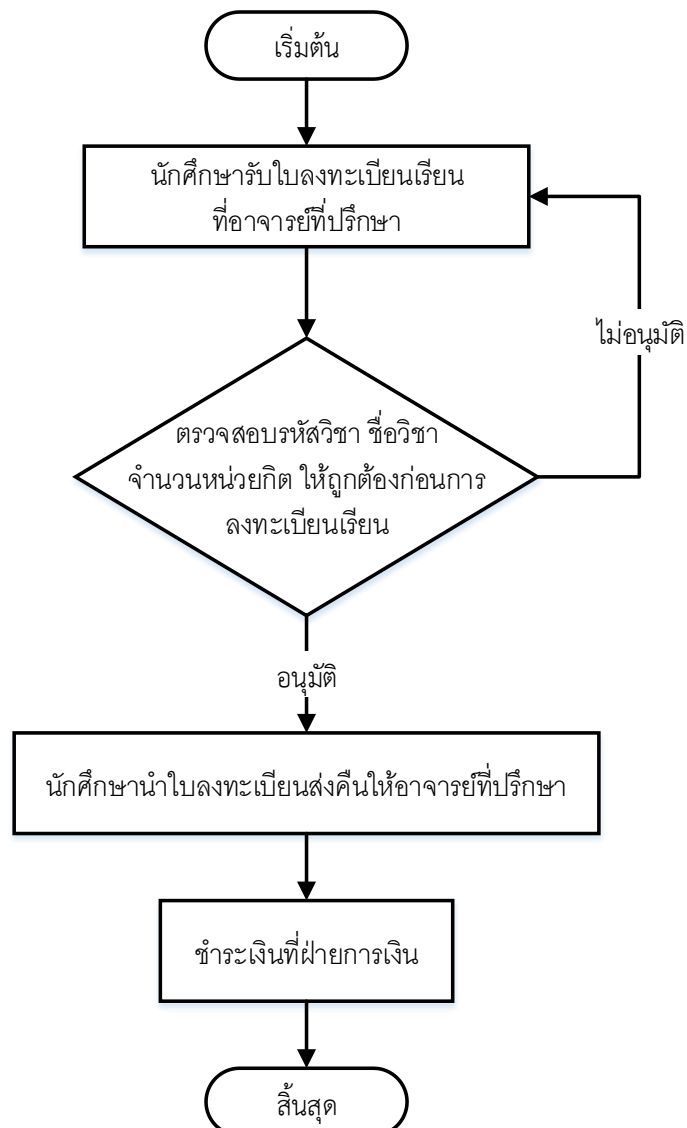 เริ่มต้น
นักศึกษารับใบลงทะเบียนเรียน
ที่อาจารย์ที่ปรึกษา
ไม่อนุมัติ
ตรวจสอบรหัสวิชา ชื่อวิชา
จำนวนหน่วยกิต ให้ถูกต้องก่อนการ
ลงทะเบียนเรียน
อนุมัติ
นักศึกษานำใบลงทะเบียนส่งคืนให้อาจารย์ที่ปรึกษา
ชำระเงินที่ฝ่ายการเงิน
สิ้นสุด